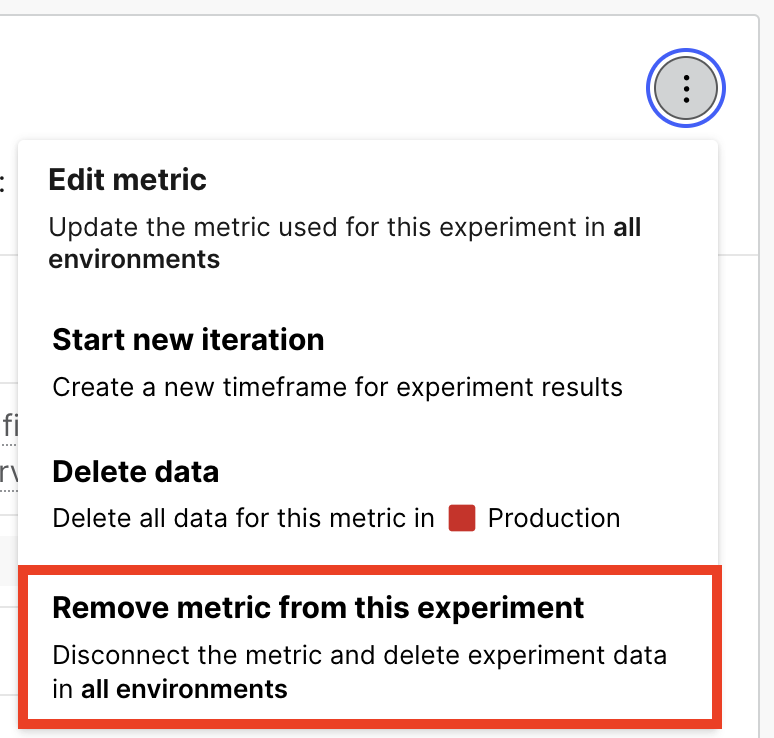 :
Edit metric
Update the metric used for this experiment in all
environments
Start new iteration
Create a new timeframe for experiment results
fi
Delete data
rv
Delete all data for this metric in Production
Remove metric from this experiment
Disconnect the metric and delete experiment data
in all environments